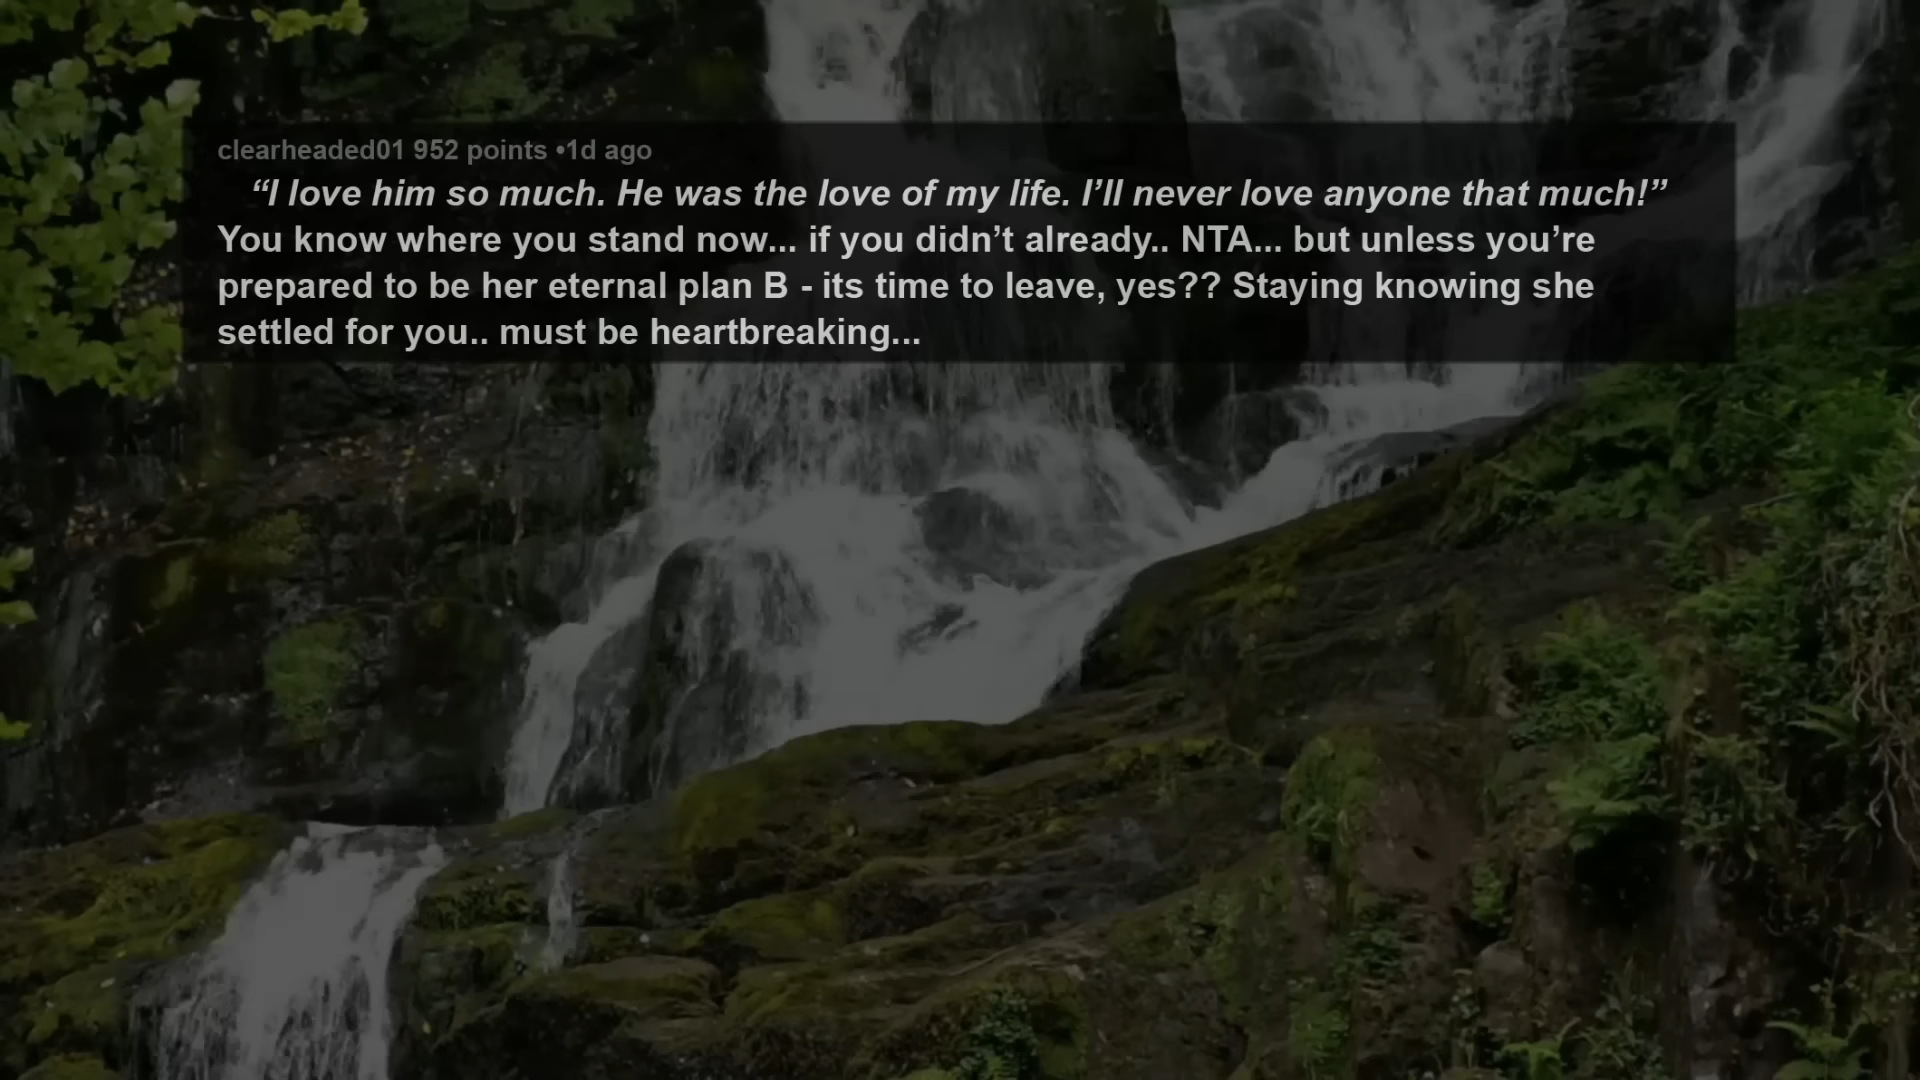 clearheaded01 952 points •1d ago
“I love him so much. He was the love of my life. I’ll never love anyone that much!”
You know where you stand now... if you didn’t already.. NTA... but unless you’re
prepared to be her eternal plan B - its time to leave, yes?? Staying knowing she
settled for you.. must be heartbreaking...